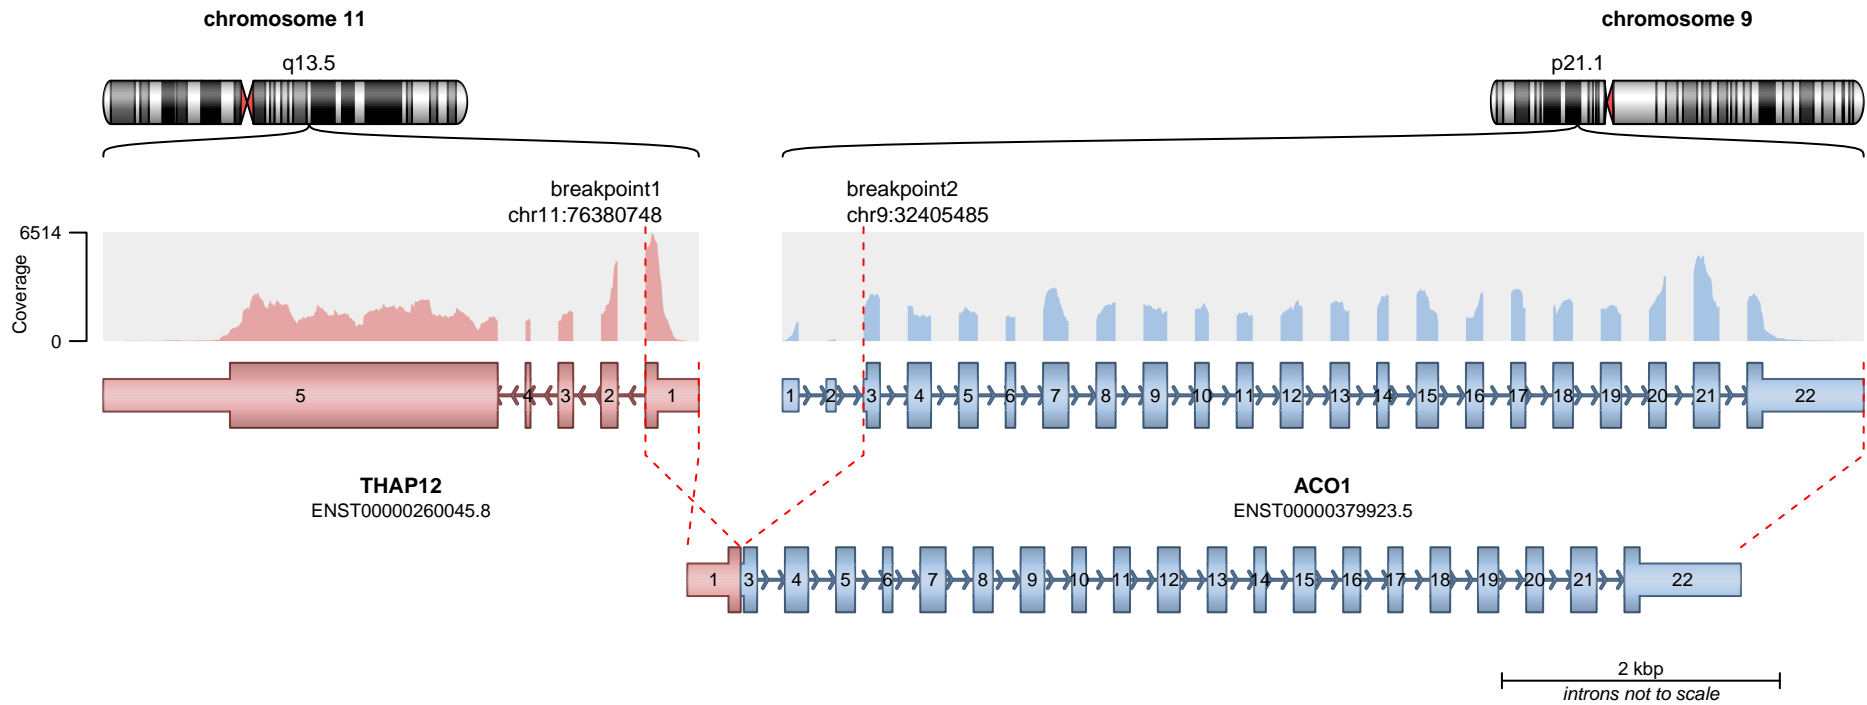 chromosome 11
chromosome 9
q13.5
p21.1
breakpoint1
chr11:76380748
breakpoint2
chr9:32405485
6514
0
Coverage
5 4 3 2 1
1 2 3 4 5 6 7 8 9 10 11 12 13 14 15 16 17 18 19 20 21 22
THAP12
ENST00000260045.8
ACO1
ENST00000379923.5
1 3 4 5 6 7 8 9 10 11 12 13 14 15 16 17 18 19 20 21 22
2 kbp
introns not to scale